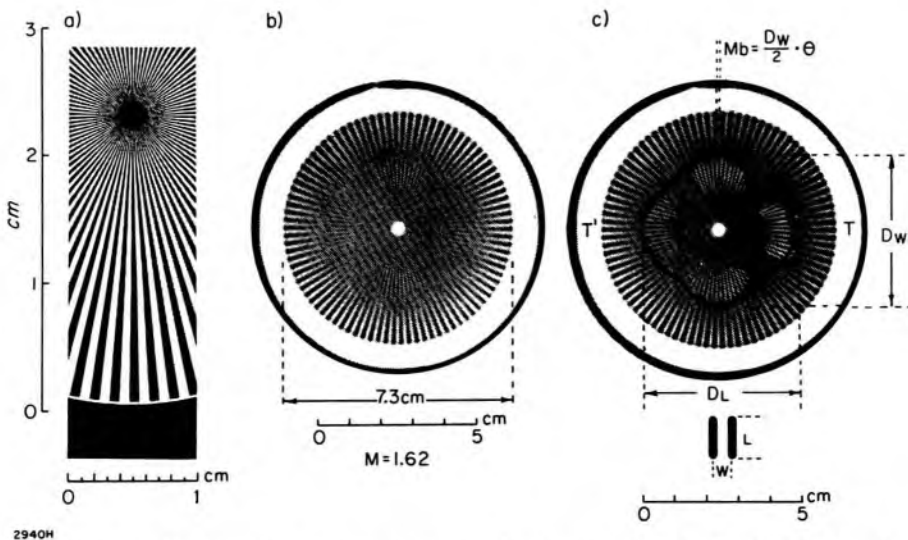 a)
3
2
cm
1
0
cm
0 1
b)
7.3cm
cm
0 5
M = 1.62
c)
Mb = Dw/2 · θ
T' T
Dw
DL
L
W
cm
0 5
2940H